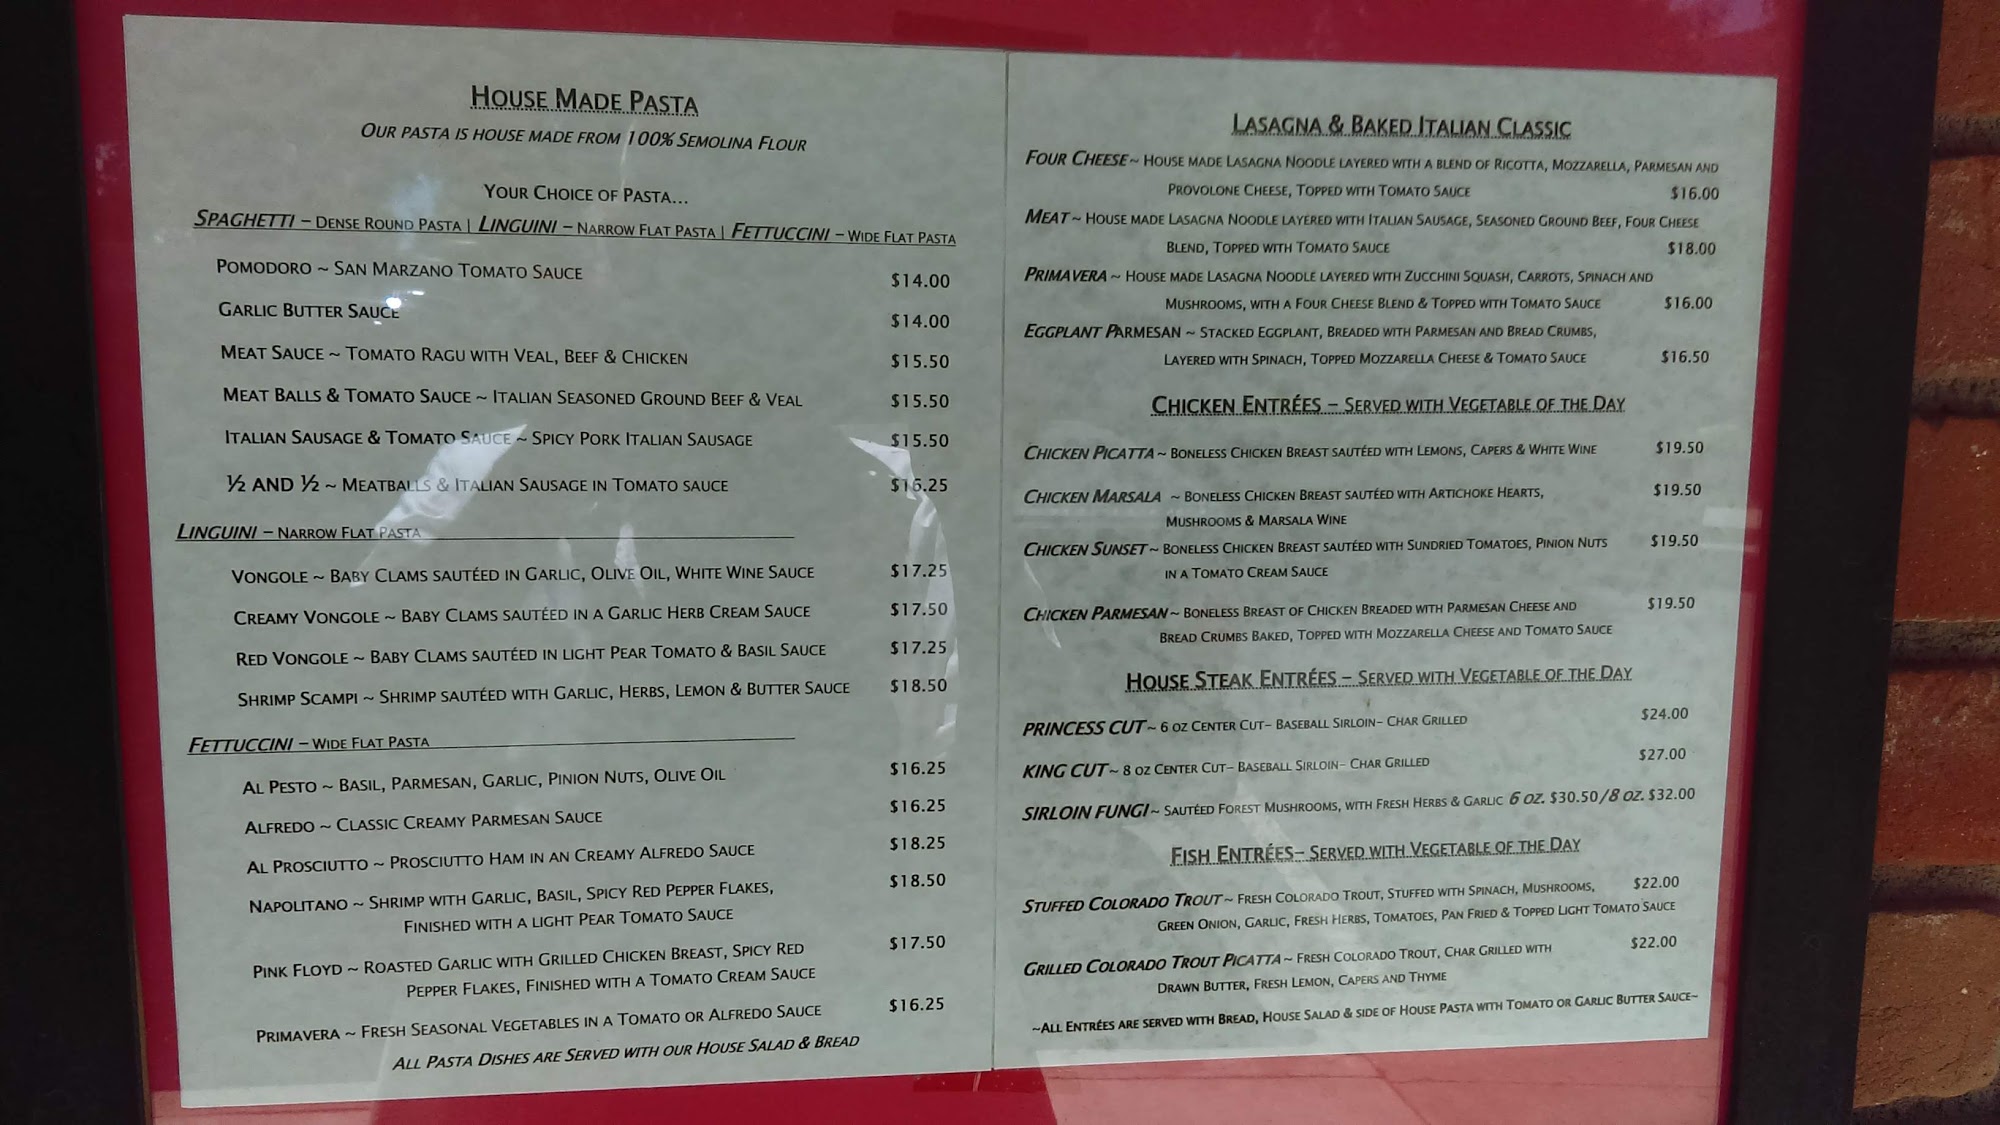 HOUSE MADE PASTA
OUR PASTA IS HOUSE MADE FROM 100% SEMOLINA FLOUR
YOUR CHOICE OF PASTA...
SPAGHETTI – DENSE ROUND PASTA | LINGUINI – NARROW FLAT PASTA | FETTUCCINI – WIDE FLAT PASTA
POMODORO ~ SAN MARZANO TOMATO SAUCE $14.00
GARLIC BUTTER SAUCE $14.00
MEAT SAUCE ~ TOMATO RAGU WITH VEAL, BEEF & CHICKEN $15.50
MEAT BALLS & TOMATO SAUCE ~ ITALIAN SEASONED GROUND BEEF & VEAL $15.50
ITALIAN SAUSAGE & TOMATO SAUCE ~ SPICY PORK ITALIAN SAUSAGE $15.50
½ AND ½ ~ MEATBALLS & ITALIAN SAUSAGE IN TOMATO SAUCE $16.25
LINGUINI – NARROW FLAT PASTA
VONGOLE ~ BABY CLAMS SAUTÉED IN GARLIC, OLIVE OIL, WHITE WINE SAUCE $17.25
CREAMY VONGOLE ~ BABY CLAMS SAUTÉED IN A GARLIC HERB CREAM SAUCE $17.50
RED VONGOLE ~ BABY CLAMS SAUTÉED IN LIGHT PEAR TOMATO & BASIL SAUCE $17.25
SHRIMP SCAMPI ~ SHRIMP SAUTÉED WITH GARLIC, HERBS, LEMON & BUTTER SAUCE $18.50
FETTUCCINI – WIDE FLAT PASTA
AL PESTO ~ BASIL, PARMESAN, GARLIC, PINION NUTS, OLIVE OIL $16.25
ALFREDO ~ CLASSIC CREAMY PARMESAN SAUCE $16.25
AL PROSCIUTTO ~ PROSCIUTTO HAM IN AN CREAMY ALFREDO SAUCE $18.25
NAPOLITANO ~ SHRIMP WITH GARLIC, BASIL, SPICY RED PEPPER FLAKES, $18.50
FINISHED WITH A LIGHT PEAR TOMATO SAUCE
PINK FLOYD ~ ROASTED GARLIC WITH GRILLED CHICKEN BREAST, SPICY RED $17.50
PEPPER FLAKES, FINISHED WITH A TOMATO CREAM SAUCE
PRIMAVERA ~ FRESH SEASONAL VEGETABLES IN A TOMATO OR ALFREDO SAUCE $16.25
ALL PASTA DISHES ARE SERVED WITH OUR HOUSE SALAD & BREAD
LASAGNA & BAKED ITALIAN CLASSIC
FOUR CHEESE ~ HOUSE MADE LASAGNA NOODLE LAYERED WITH A BLEND OF RICOTTA, MOZZARELLA, PARMESAN AND
PROVOLONE CHEESE, TOPPED WITH TOMATO SAUCE $16.00
MEAT ~ HOUSE MADE LASAGNA NOODLE LAYERED WITH ITALIAN SAUSAGE, SEASONED GROUND BEEF, FOUR CHEESE
BLEND, TOPPED WITH TOMATO SAUCE $18.00
PRIMAVERA ~ HOUSE MADE LASAGNA NOODLE LAYERED WITH ZUCCHINI SQUASH, CARROTS, SPINACH AND
MUSHROOMS, WITH A FOUR CHEESE BLEND & TOPPED WITH TOMATO SAUCE $16.00
EGGPLANT PARMESAN ~ STACKED EGGPLANT, BREADED WITH PARMESAN AND BREAD CRUMBS,
LAYERED WITH SPINACH, TOPPED MOZZARELLA CHEESE & TOMATO SAUCE $16.50
CHICKEN ENTRÉES – SERVED WITH VEGETABLE OF THE DAY
CHICKEN PICATTA ~ BONELESS CHICKEN BREAST SAUTÉED WITH LEMONS, CAPERS & WHITE WINE $19.50
CHICKEN MARSALA ~ BONELESS CHICKEN BREAST SAUTÉED WITH ARTICHOKE HEARTS, $19.50
MUSHROOMS & MARSALA WINE
CHICKEN SUNSET ~ BONELESS CHICKEN BREAST SAUTÉED WITH SUNDRIED TOMATOES, PINION NUTS $19.50
IN A TOMATO CREAM SAUCE
CHICKEN PARMESAN ~ BONELESS BREAST OF CHICKEN BREADED WITH PARMESAN CHEESE AND $19.50
BREAD CRUMBS BAKED, TOPPED WITH MOZZARELLA CHEESE AND TOMATO SAUCE
HOUSE STEAK ENTRÉES – SERVED WITH VEGETABLE OF THE DAY
PRINCESS CUT ~ 6 OZ CENTER CUT– BASEBALL SIRLOIN– CHAR GRILLED $24.00
KING CUT ~ 8 OZ CENTER CUT– BASEBALL SIRLOIN– CHAR GRILLED $27.00
SIRLOIN FUNGI ~ SAUTÉED FOREST MUSHROOMS, WITH FRESH HERBS & GARLIC 6 OZ. $30.50/8 OZ. $32.00
FISH ENTRÉES– SERVED WITH VEGETABLE OF THE DAY
STUFFED COLORADO TROUT ~ FRESH COLORADO TROUT, STUFFED WITH SPINACH, MUSHROOMS, $22.00
GREEN ONION, GARLIC, FRESH HERBS, TOMATOES, PAN FRIED & TOPPED LIGHT TOMATO SAUCE
GRILLED COLORADO TROUT PICATTA ~ FRESH COLORADO TROUT, CHAR GRILLED WITH $22.00
DRAWN BUTTER, FRESH LEMON, CAPERS AND THYME
~ALL ENTRÉES ARE SERVED WITH BREAD, HOUSE SALAD & SIDE OF HOUSE PASTA WITH TOMATO OR GARLIC BUTTER SAUCE~